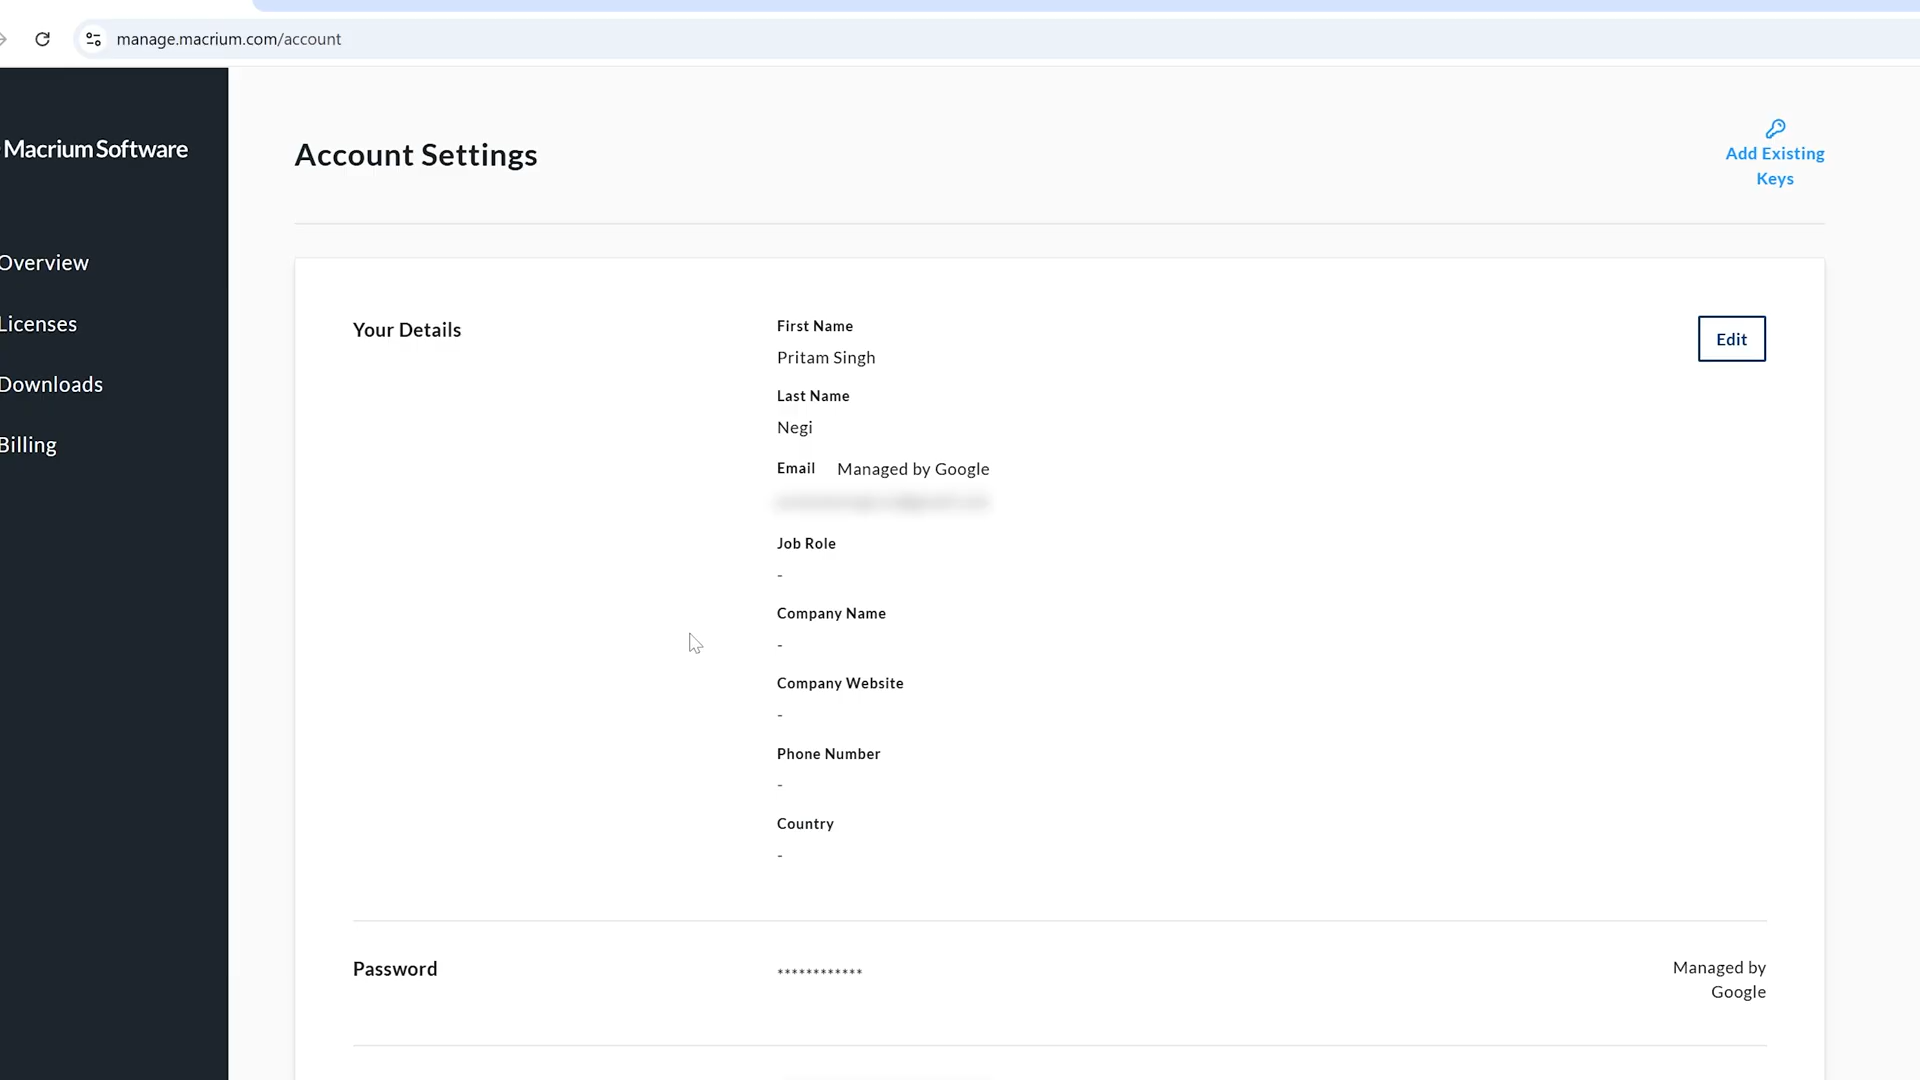 manage.macrium.com/account
Macrium Software
Overview
Licenses
Downloads
Billing
Account Settings
Add Existing
Keys
Your Details
Edit
First Name
Pritam Singh
Last Name
Negi
Email Managed by Google
Job Role
-
Company Name
-
Company Website
-
Phone Number
-
Country
-
Password
************
Managed by
Google